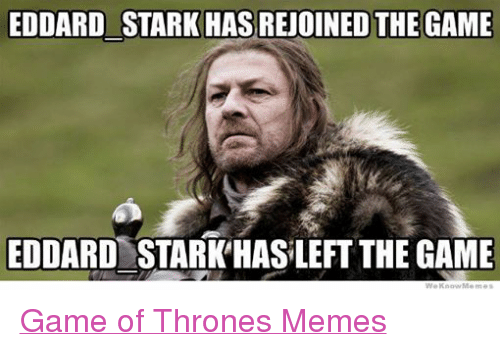 EDDARD_STARK HAS REJOINED THE GAME
EDDARD_STARK HAS LEFT THE GAME
WeKnowMemes
Game of Thrones Memes